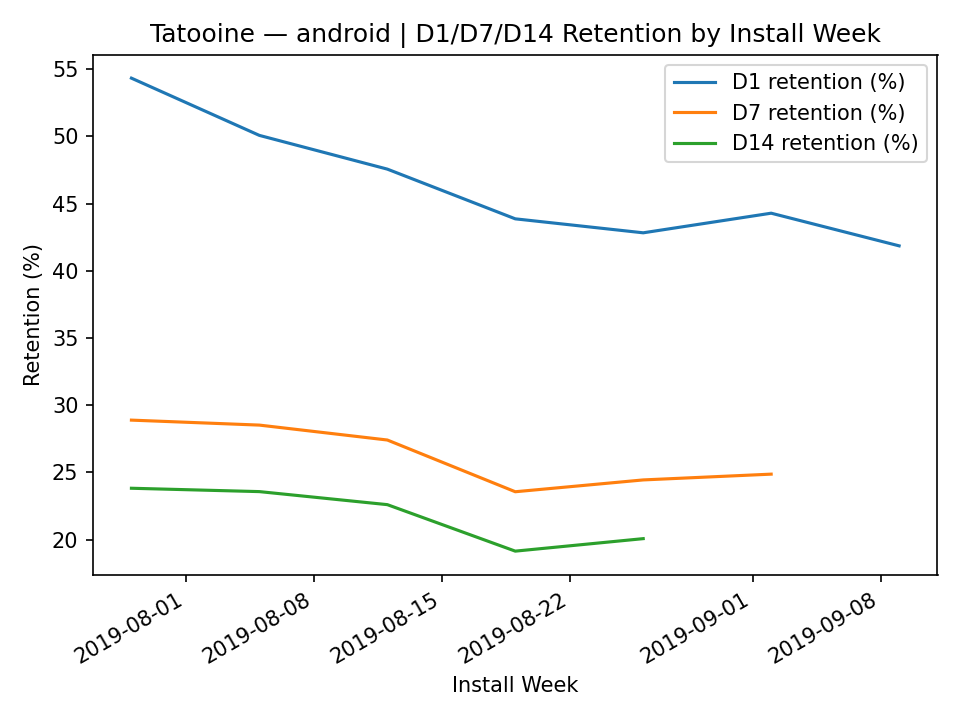 Tatooine — android | D1/D7/D14 Retention by Install Week
D1 retention (%)
D7 retention (%)
D14 retention (%)
Retention (%)
55
50
45
40
35
30
25
20
2019-08-01
2019-08-08
2019-08-15
2019-08-22
2019-09-01
2019-09-08
Install Week